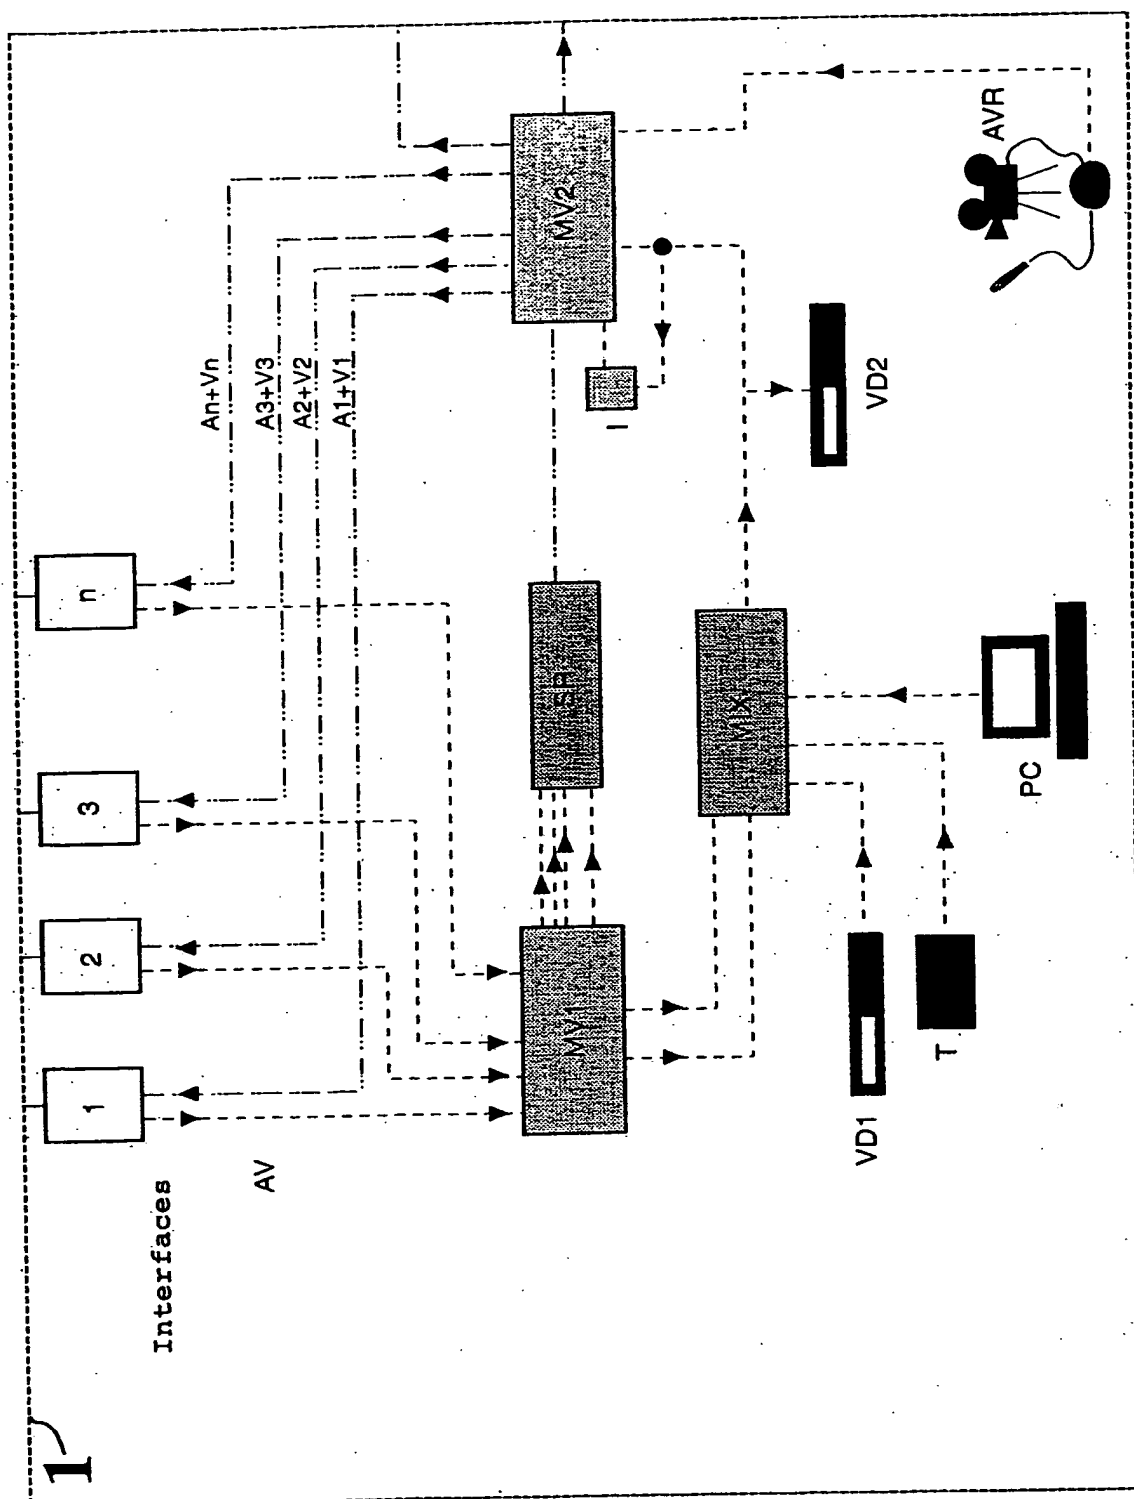 1
Interfaces
AV
1
2
3
n
An+Vn
A3+V3
A2+V2
A1+V1
MV1
SR
MV2
I
MIX
VD1
T
PC
VD2
AVR